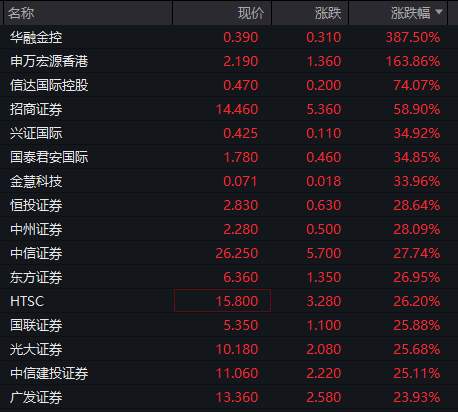 名称 现价 涨跌 涨跌幅
华融金控 0.390 0.310 387.50%
申万宏源香港 2.190 1.360 163.86%
信达国际控股 0.470 0.200 74.07%
招商证券 14.460 5.360 58.90%
兴证国际 0.425 0.110 34.92%
国泰君安国际 1.780 0.460 34.85%
金慧科技 0.071 0.018 33.96%
恒投证券 2.830 0.630 28.64%
中州证券 2.280 0.500 28.09%
中信证券 26.250 5.700 27.74%
东方证券 6.360 1.350 26.95%
HTSC 15.800 3.280 26.20%
国联证券 5.350 1.100 25.88%
光大证券 10.180 2.080 25.68%
中信建投证券 11.060 2.220 25.11%
广发证券 13.360 2.580 23.93%